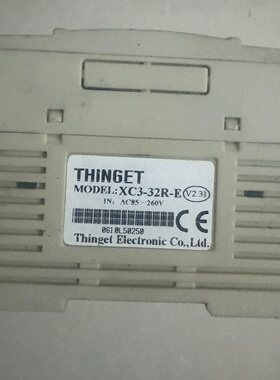 THINGET
MODEL: XC3-32R-E V2.31
IN: AC85~260V
0610L50250
CE
Thinget Electronic Co.,Ltd.